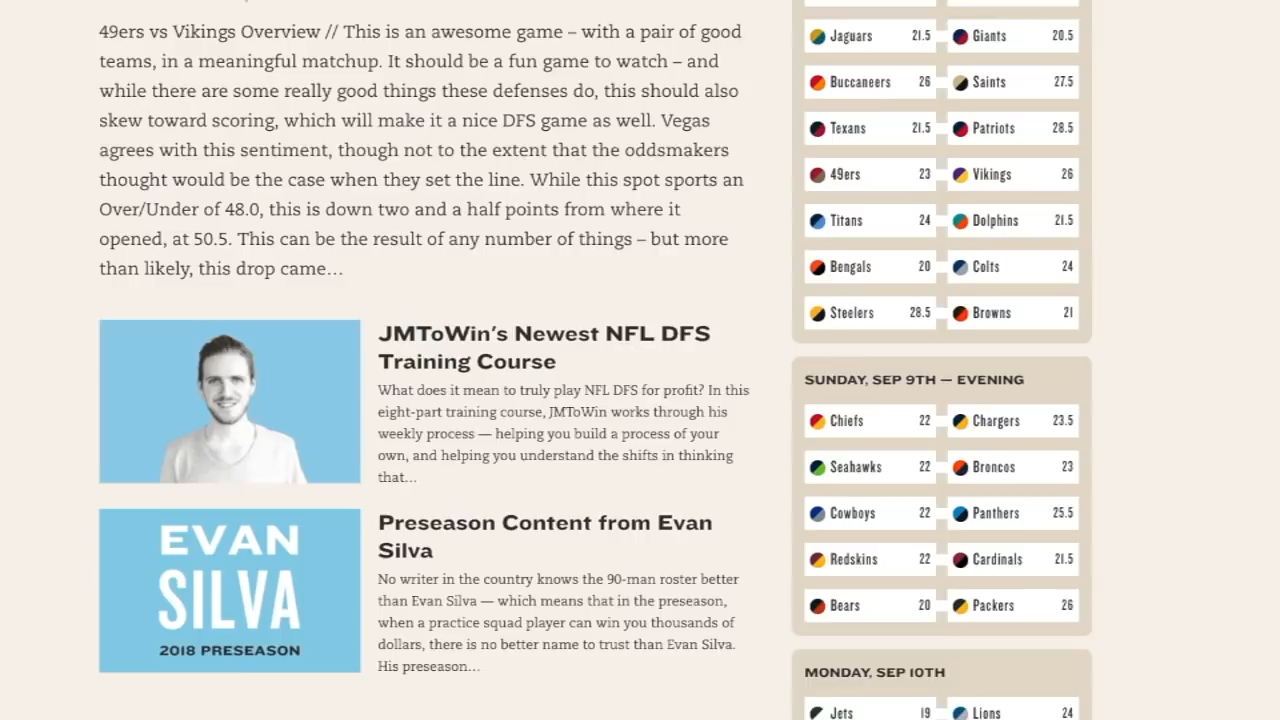 49ers vs Vikings Overview // This is an awesome game – with a pair of good
teams, in a meaningful matchup. It should be a fun game to watch – and
while there are some really good things these defenses do, this should also
skew toward scoring, which will make it a nice DFS game as well. Vegas
agrees with this sentiment, though not to the extent that the oddsmakers
thought would be the case when they set the line. While this spot sports an
Over/Under of 48.0, this is down two and a half points from where it
opened, at 50.5. This can be the result of any number of things – but more
than likely, this drop came…
JMToWin's Newest NFL DFS
Training Course
What does it mean to truly play NFL DFS for profit? In this
eight-part training course, JMToWin works through his
weekly process — helping you build a process of your
own, and helping you understand the shifts in thinking
that…
EVAN
SILVA
2018 PRESEASON
Preseason Content from Evan
Silva
No writer in the country knows the 90-man roster better
than Evan Silva — which means that in the preseason,
when a practice squad player can win you thousands of
dollars, there is no better name to trust than Evan Silva.
His preseason…
Jaguars 21.5 Giants 20.5
Buccaneers 26 Saints 27.5
Texans 21.5 Patriots 28.5
49ers 23 Vikings 26
Titans 24 Dolphins 21.5
Bengals 20 Colts 24
Steelers 28.5 Browns 21
SUNDAY, SEP 9TH — EVENING
Chiefs 22 Chargers 23.5
Seahawks 22 Broncos 23
Cowboys 22 Panthers 25.5
Redskins 22 Cardinals 21.5
Bears 20 Packers 26
MONDAY, SEP 10TH
Jets 19 Lions 24